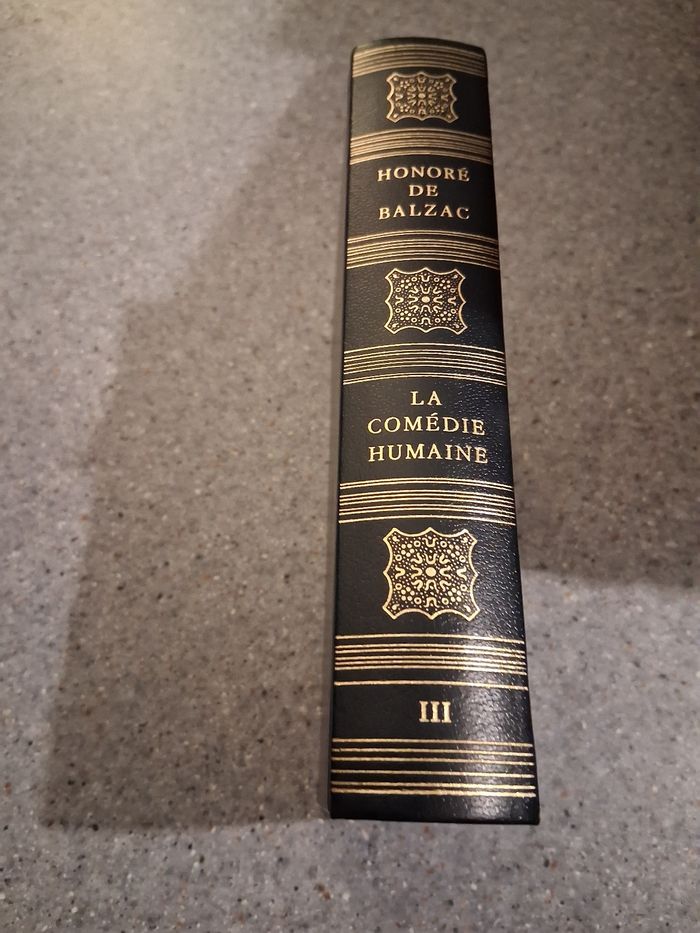 HONORÉ
DE
BALZAC
LA
COMÉDIE
HUMAINE
III